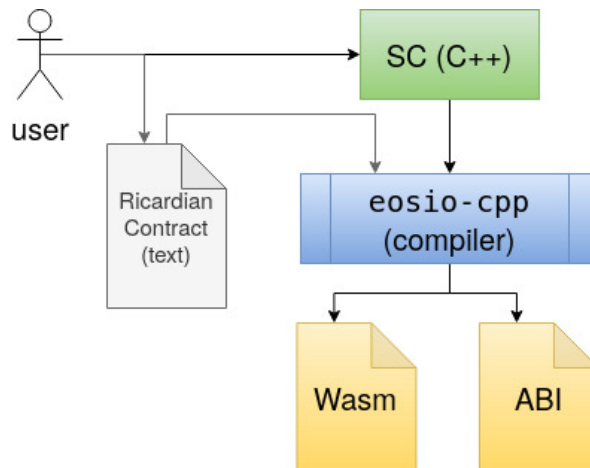 SC (C++)
user
Ricardian
Contract
(text)
eosio-cpp
(compiler)
Wasm
ABI